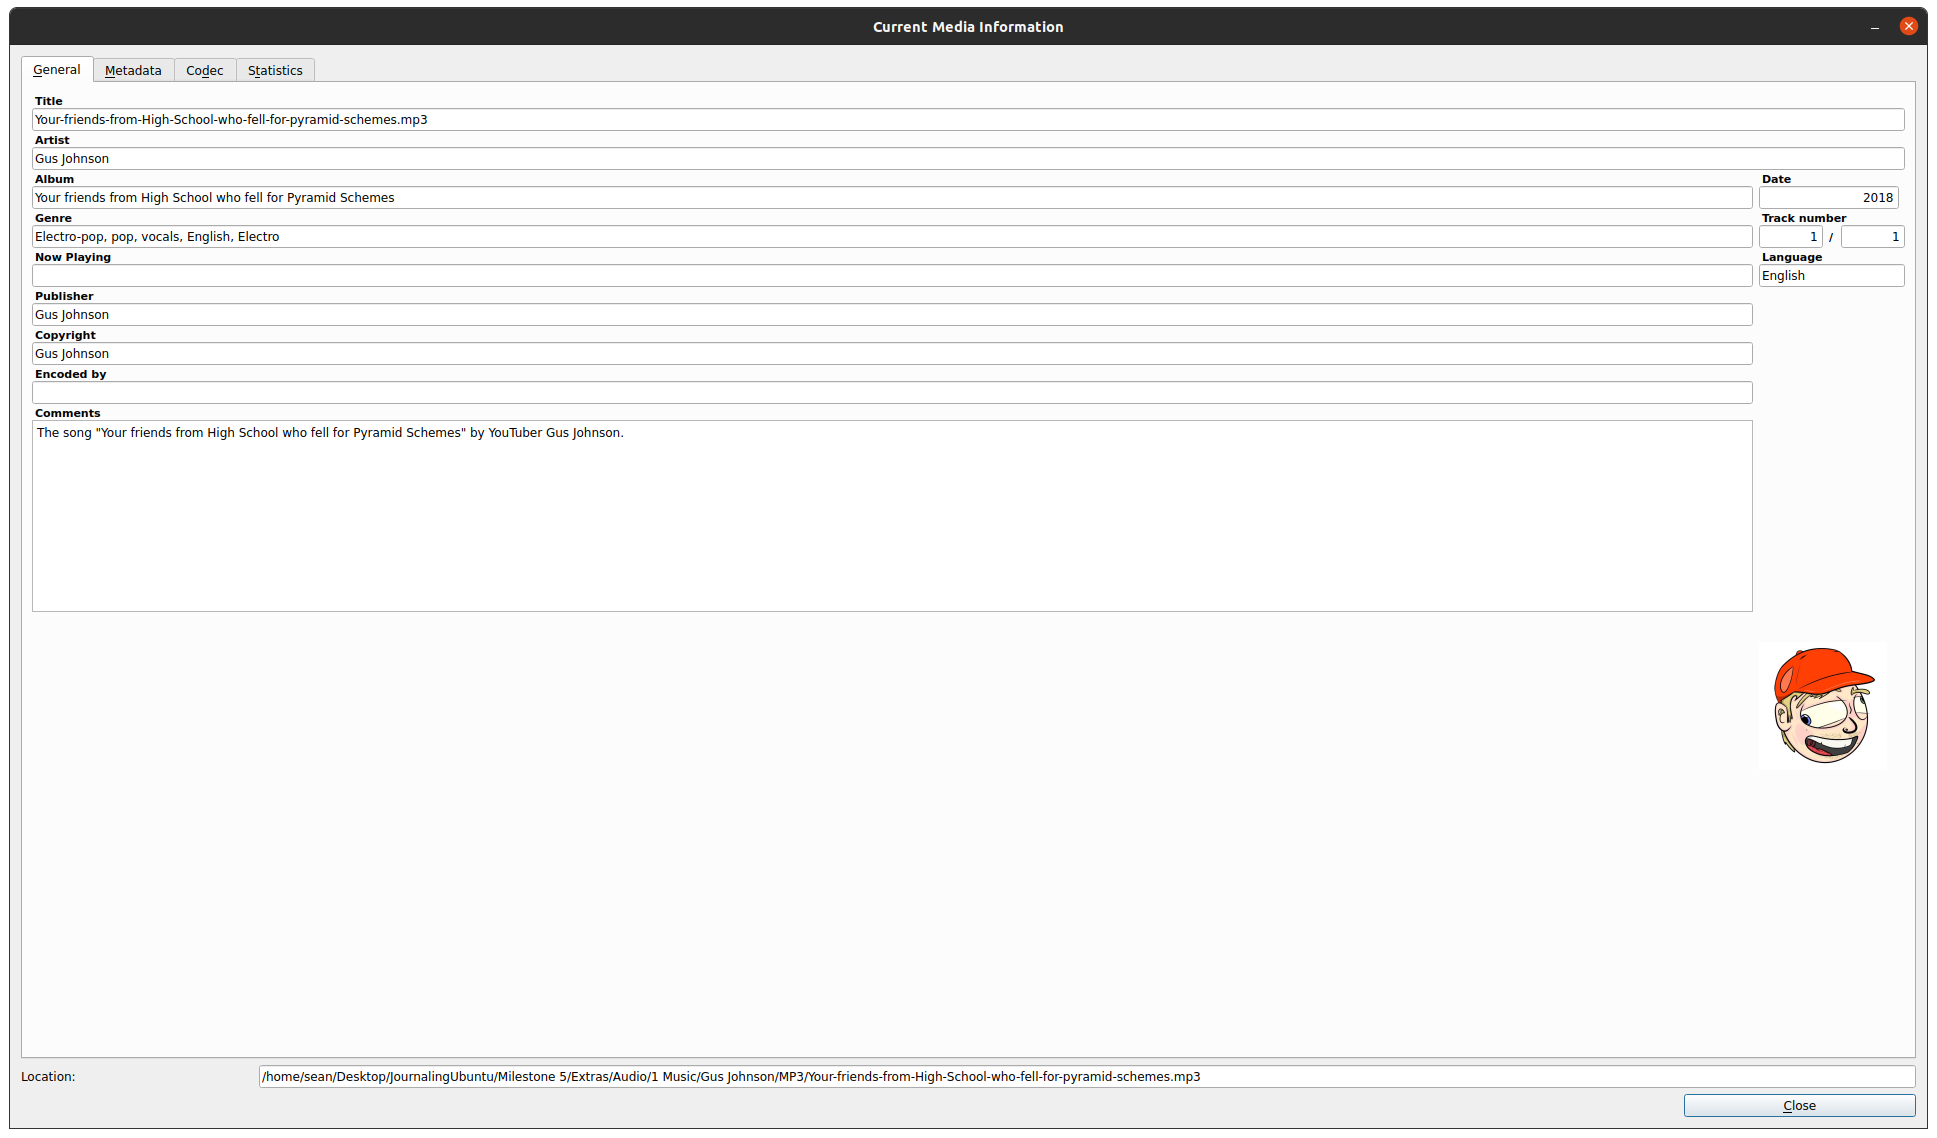 Current Media Information
General
Metadata
Codec
Statistics
Title
Your-friends-from-High-School-who-fell-for-pyramid-schemes.mp3
Artist
Gus Johnson
Album
Date
Your friends from High School who fell for Pyramid Schemes
2018
Genre
Track number
Electro-pop, pop, vocals, English, Electro
1 / 1
Now Playing
Language
English
Publisher
Gus Johnson
Copyright
Gus Johnson
Encoded by
Comments
The song "Your friends from High School who fell for Pyramid Schemes" by YouTuber Gus Johnson.
Location:
/home/sean/Desktop/JournalingUbuntu/Milestone 5/Extras/Audio/1 Music/Gus Johnson/MP3/Your-friends-from-High-School-who-fell-for-pyramid-schemes.mp3
Close